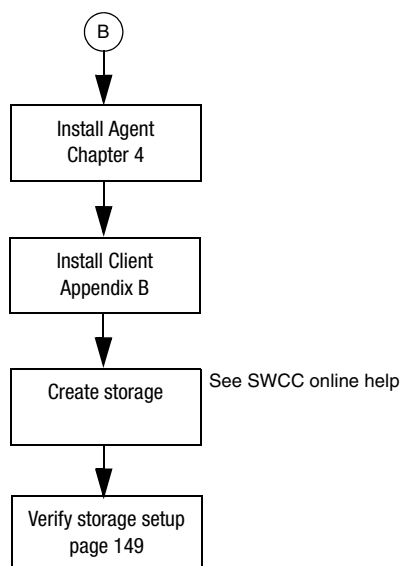 B
Install Agent
Chapter 4
Install Client
Appendix B
Create storage
See SWCC online help
Verify storage setup
page 149